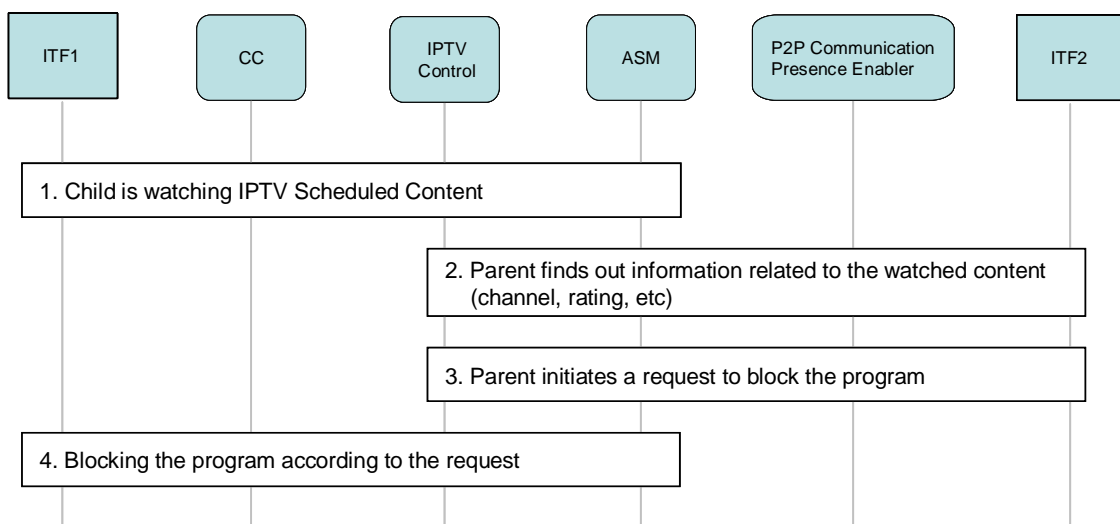 ITF1
CC
IPTV
Control
ASM
P2P Communication
Presence Enabler
ITF2
1. Child is watching IPTV Scheduled Content
2. Parent finds out information related to the watched content
(channel, rating, etc)
3. Parent initiates a request to block the program
4. Blocking the program according to the request